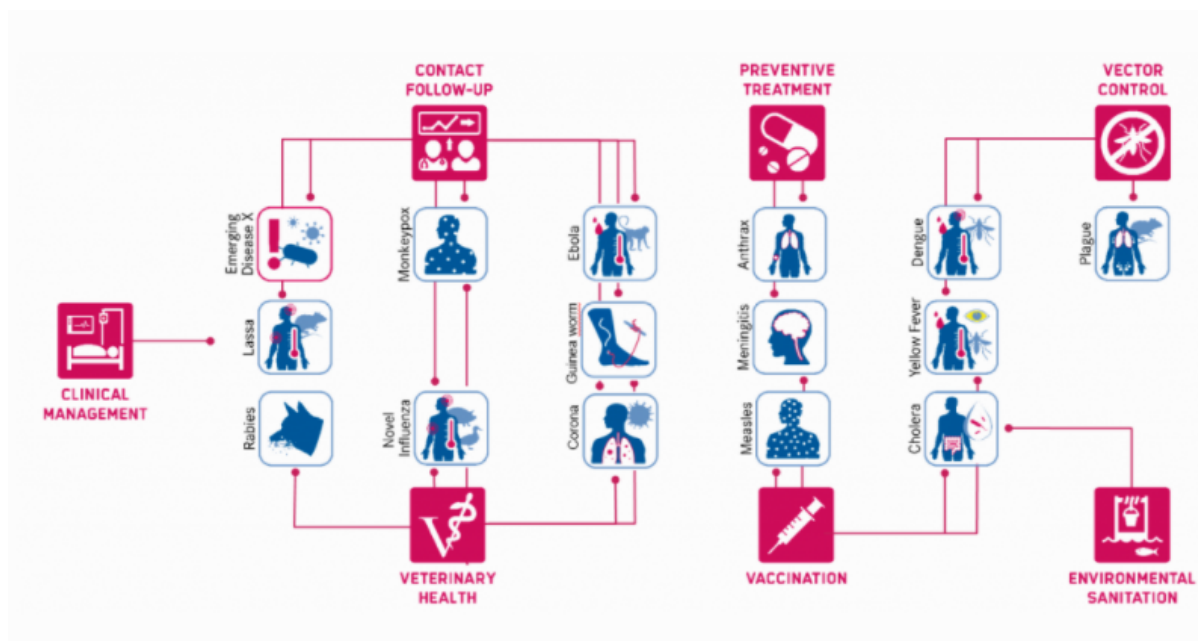 CONTACT
FOLLOW-UP
PREVENTIVE
TREATMENT
VECTOR
CONTROL
Emerging
Disease X
Monkeypox
Ebola
Anthrax
Dengue
Plague
Lassa
Guinea worm
Meningitis
Yellow Fever
CLINICAL
MANAGEMENT
Rabies
Novel
Influenza
Corona
Measles
Cholera
V
VETERINARY
HEALTH
VACCINATION
ENVIRONMENTAL
SANITATION